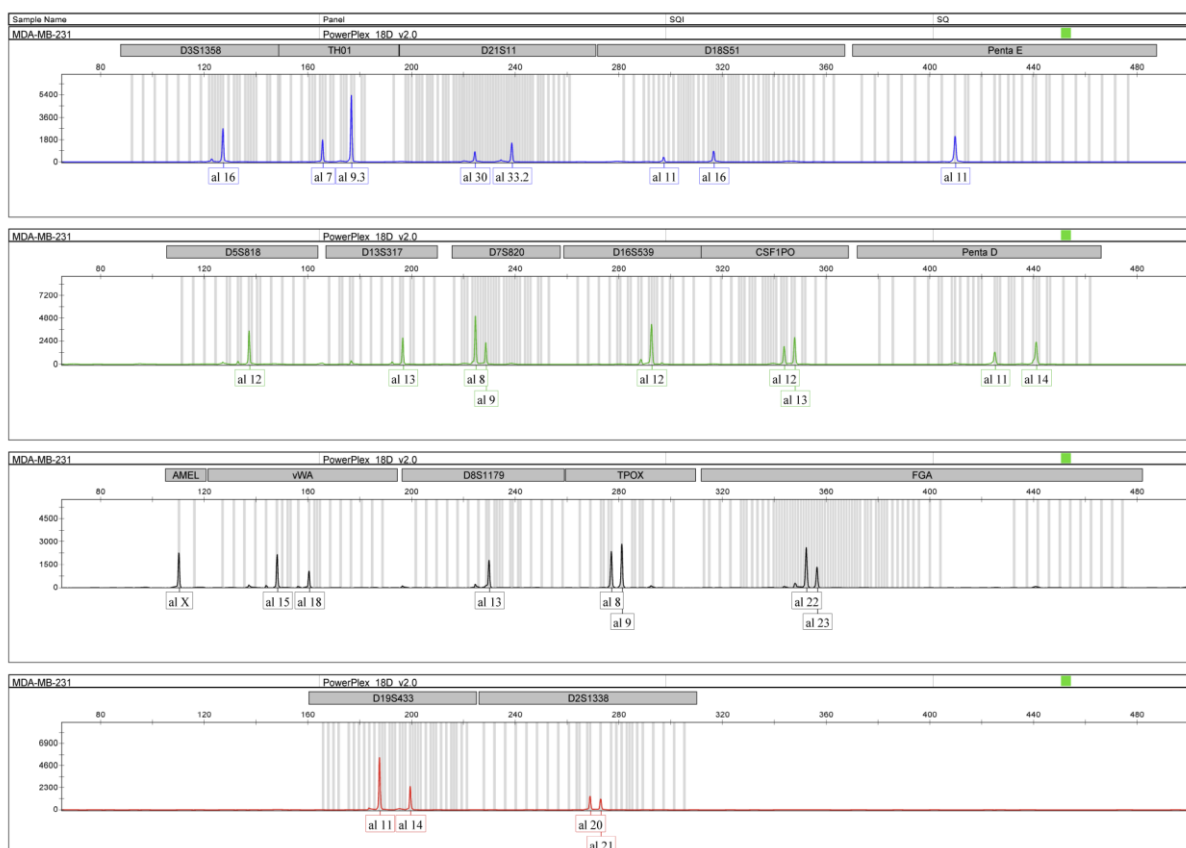 Sample Name Panel SQI SQ
MDA-MB-231 PowerPlex_18D_v2.0
D3S1358 TH01 D21S11 D18S51 Penta E
80 120 160 200 240 280 320 360 400 440 480
6400
4800
3600
1800
0
al 16 al 7 al 9.3 al 30 al 33.2 al 11 al 16 al 11
MDA-MB-231 PowerPlex_18D_v2.0
D5S818 D13S317 D7S820 D16S539 CSF1PO Penta D
80 120 160 200 240 280 320 360 400 440 480
7200
4800
2400
0
al 12 al 13 al 8 al 12 al 12 al 11 al 14
al 9 al 13
MDA-MB-231 PowerPlex_18D_v2.0
AMEL vWA D8S1179 TPOX FGA
80 120 160 200 240 280 320 360 400 440 480
4500
3000
1500
0
al X al 15 al 18 al 13 al 8 al 22
al 9 al 23
MDA-MB-231 PowerPlex_18D_v2.0
D19S433 D2S1338
80 120 160 200 240 280 320 360 400 440 480
6900
4600
2300
0
al 11 al 14 al 20
al 21